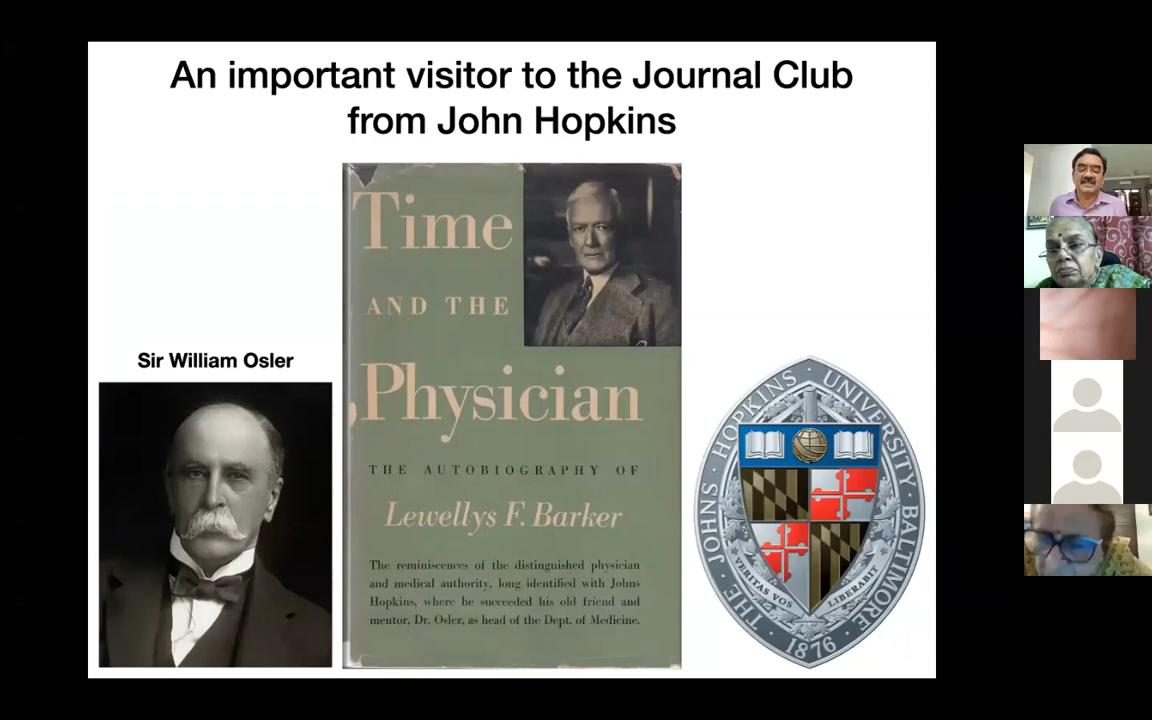 An important visitor to the Journal Club
from John Hopkins
Sir William Osler
Time
AND THE
Physician
THE AUTOBIOGRAPHY OF
Lewellys F. Barker
The reminiscences of the distinguished physician
and medical authority, long identified with Johns
Hopkins, where he succeeded his old friend and
mentor, Dr. Osler, as head of the Dept. of Medicine.
THE · JOHNS · HOPKINS · UNIVERSITY · BALTIMORE ·
VERITAS VOS
LIBERABIT
· 1876 ·